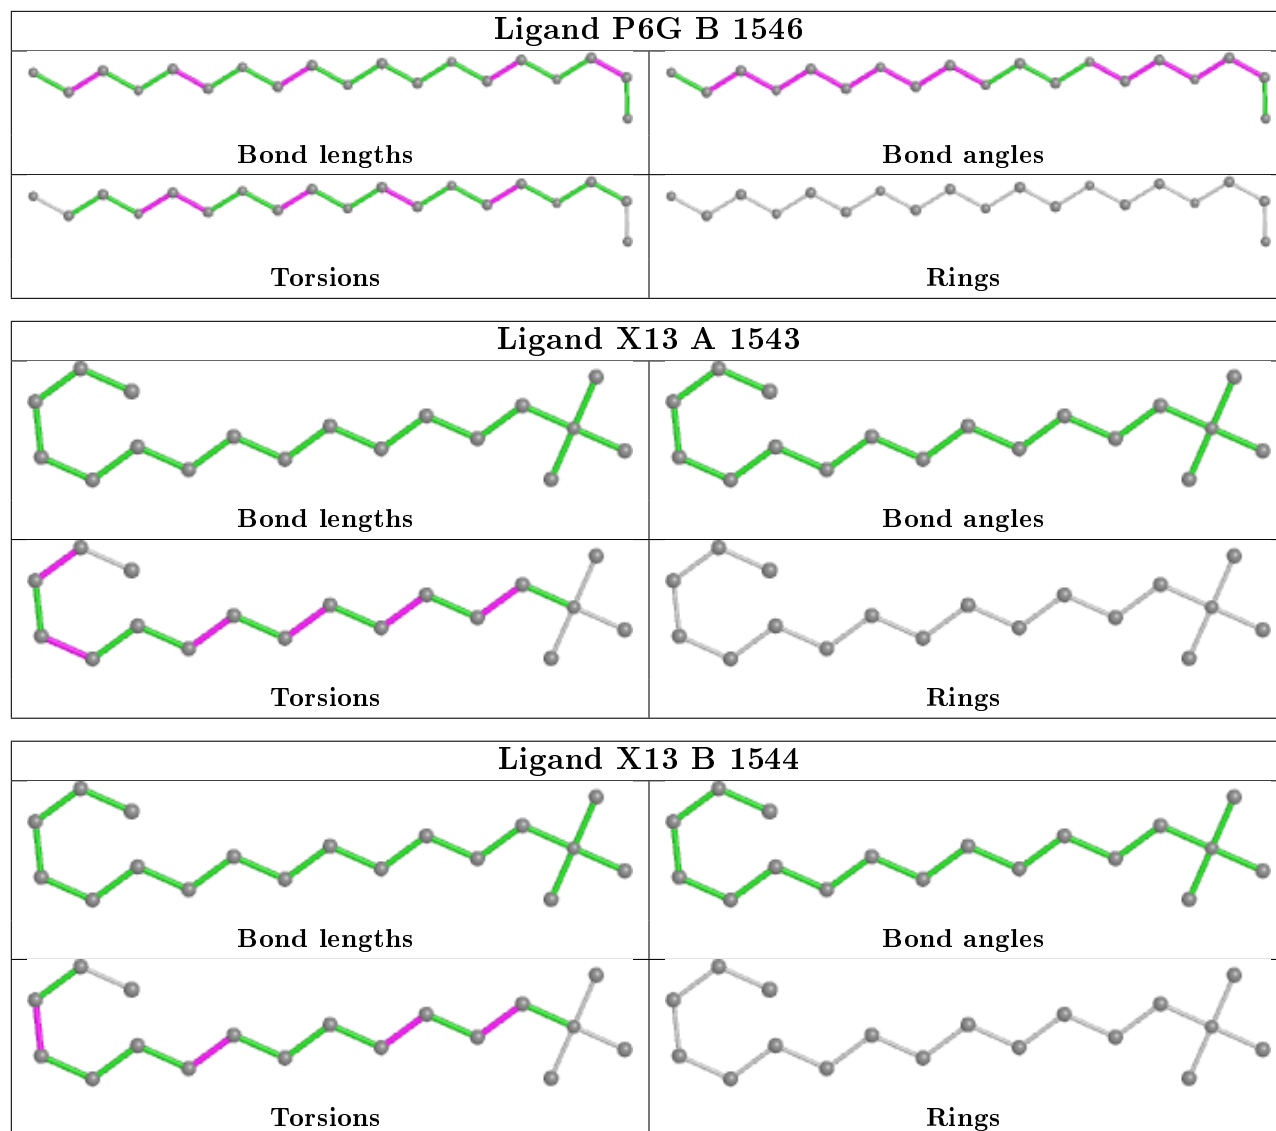 Ligand P6G B 1546
Bond lengths
Bond angles
Torsions
Rings
Ligand X13 A 1543
Bond lengths
Bond angles
Torsions
Rings
Ligand X13 B 1544
Bond lengths
Bond angles
Torsions
Rings